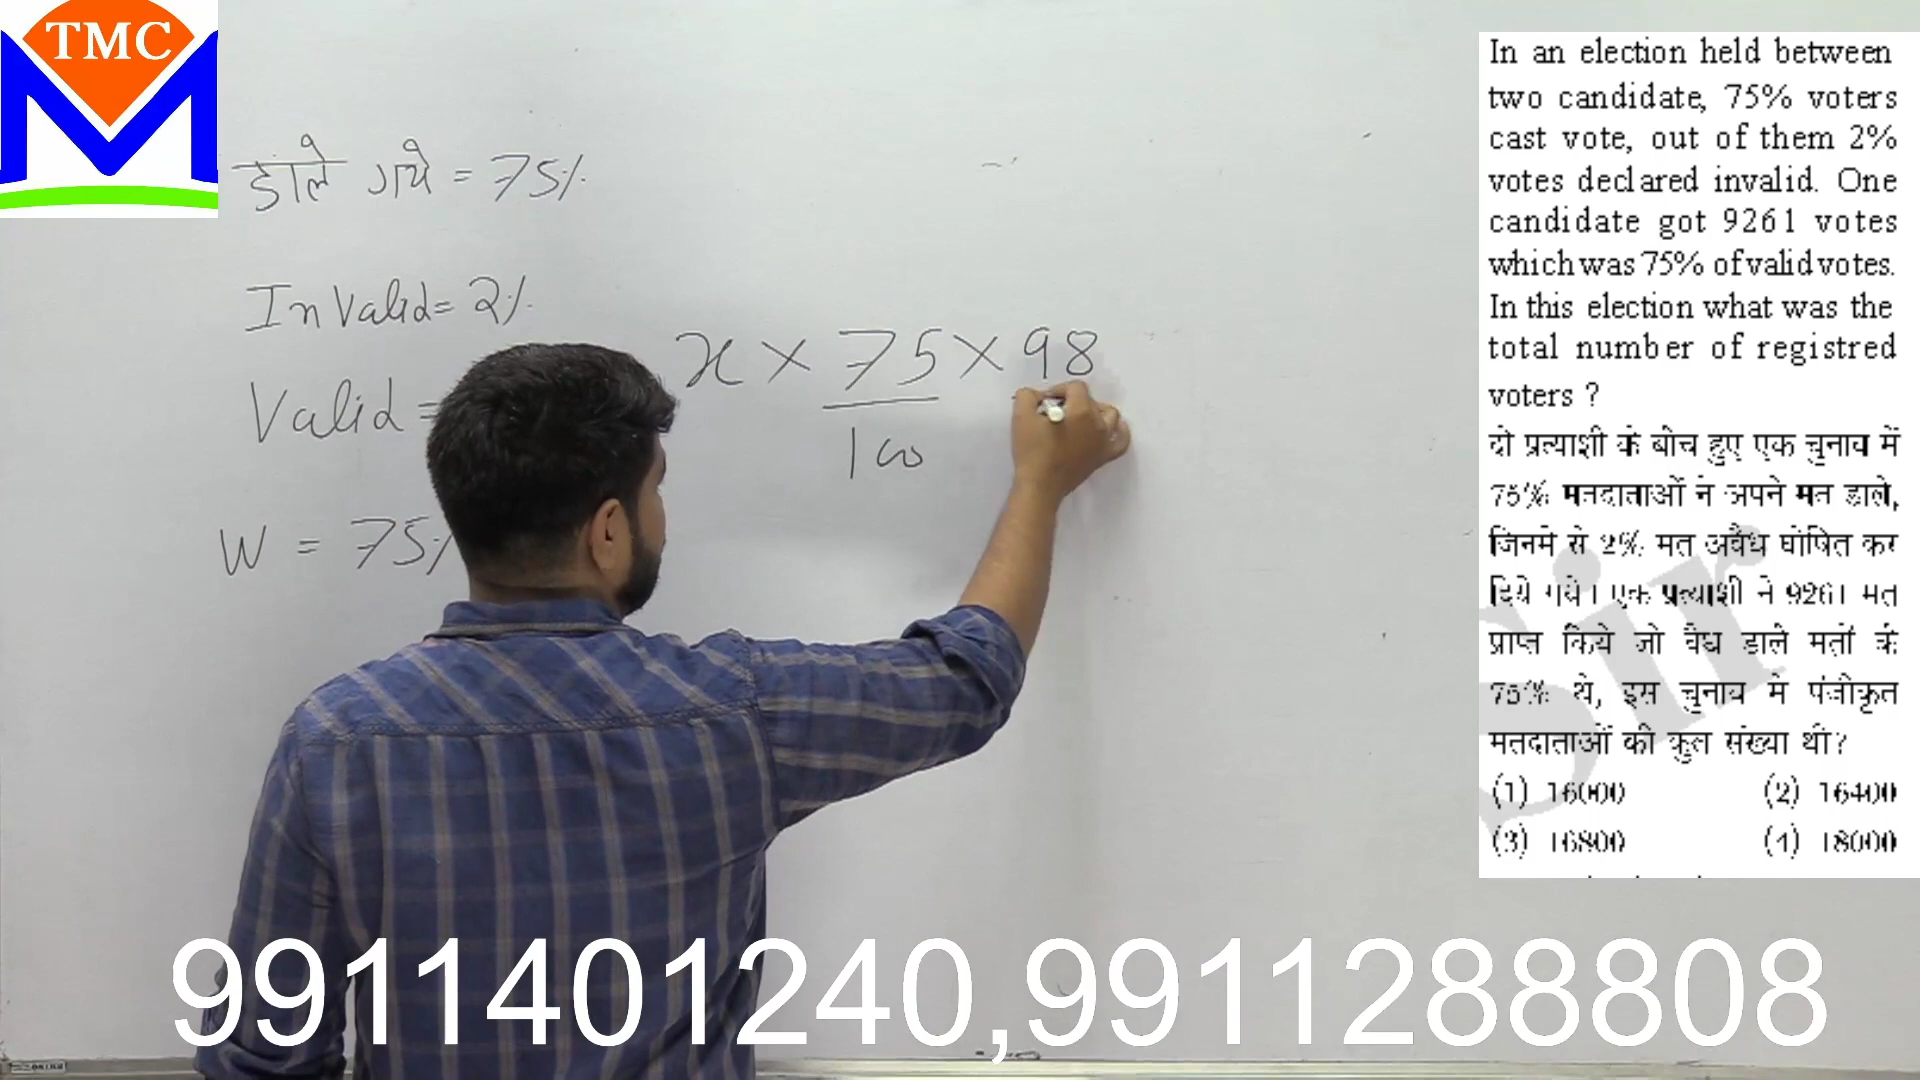 TMC
डाले गये = 75%
InValid = 2%
Valid =
W = 75%
x × 75 × 98
100
In an election held between
two candidate, 75% voters
cast vote, out of them 2%
votes declared invalid. One
candidate got 9261 votes
which was 75% of valid votes.
In this election what was the
total number of registred
voters ?
दो प्रत्याशी के बीच हुए एक चुनाव में
75% मतदाताओं ने अपने मत डाले,
जिनमे से 2% मत अवैध घोषित कर
दिये गये। एक प्रत्याशी ने 9261 मत
प्राप्त किये जो वैध डाले मतों के
75% थे, इस चुनाव मे पंजीकृत
मतदाताओं की कुल संख्या थी?
(1) 16000 (2) 16400
(3) 16800 (4) 18000
9911401240,9911288808